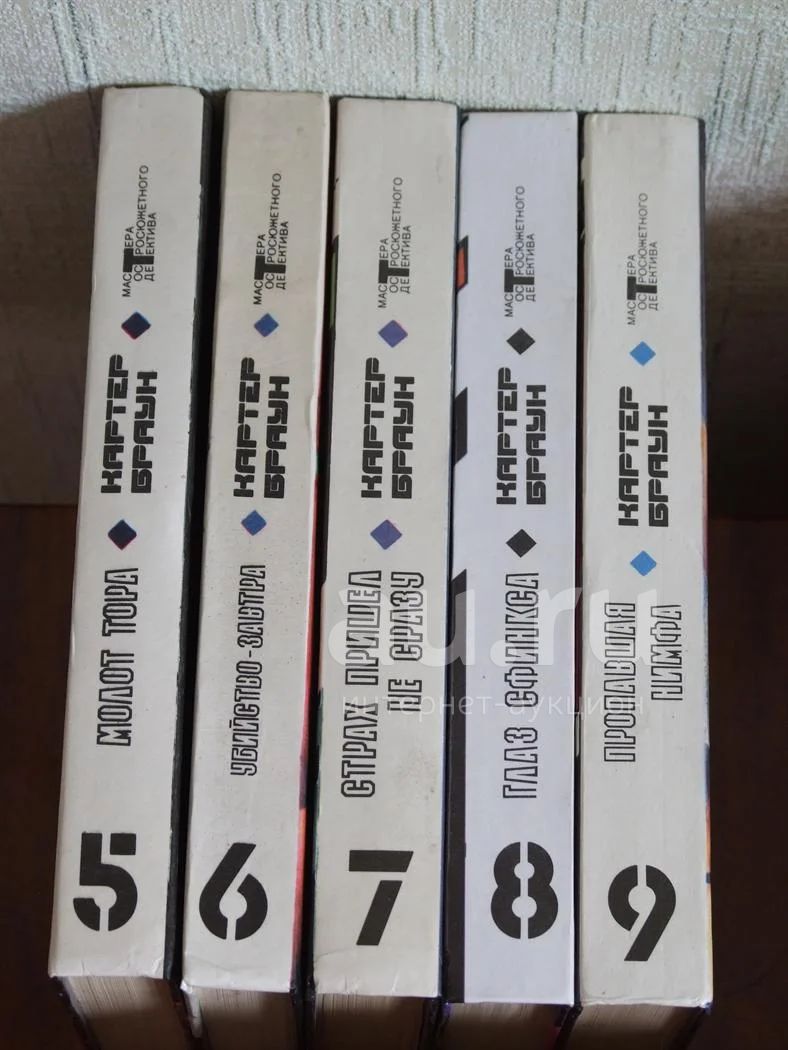 МАСТЕРА
ОСТРОСЮЖЕТНОГО
ДЕТЕКТИВА
КАРТЕР
БРАУН
МОЛОТ ТОРА
5
МАСТЕРА
ОСТРОСЮЖЕТНОГО
ДЕТЕКТИВА
КАРТЕР
БРАУН
УБИЙСТВО-ЗАВТРА
6
МАСТЕРА
ОСТРОСЮЖЕТНОГО
ДЕТЕКТИВА
КАРТЕР
БРАУН
СТРАХ ПРИШЕЛ
НЕ СРАЗУ
7
МАСТЕРА
ОСТРОСЮЖЕТНОГО
ДЕТЕКТИВА
КАРТЕР
БРАУН
ГЛАЗ СФИНКСА
8
МАСТЕРА
ОСТРОСЮЖЕТНОГО
ДЕТЕКТИВА
КАРТЕР
БРАУН
ПРОПАВШАЯ
НИМФА
9
au.ru
интернет-аукцион